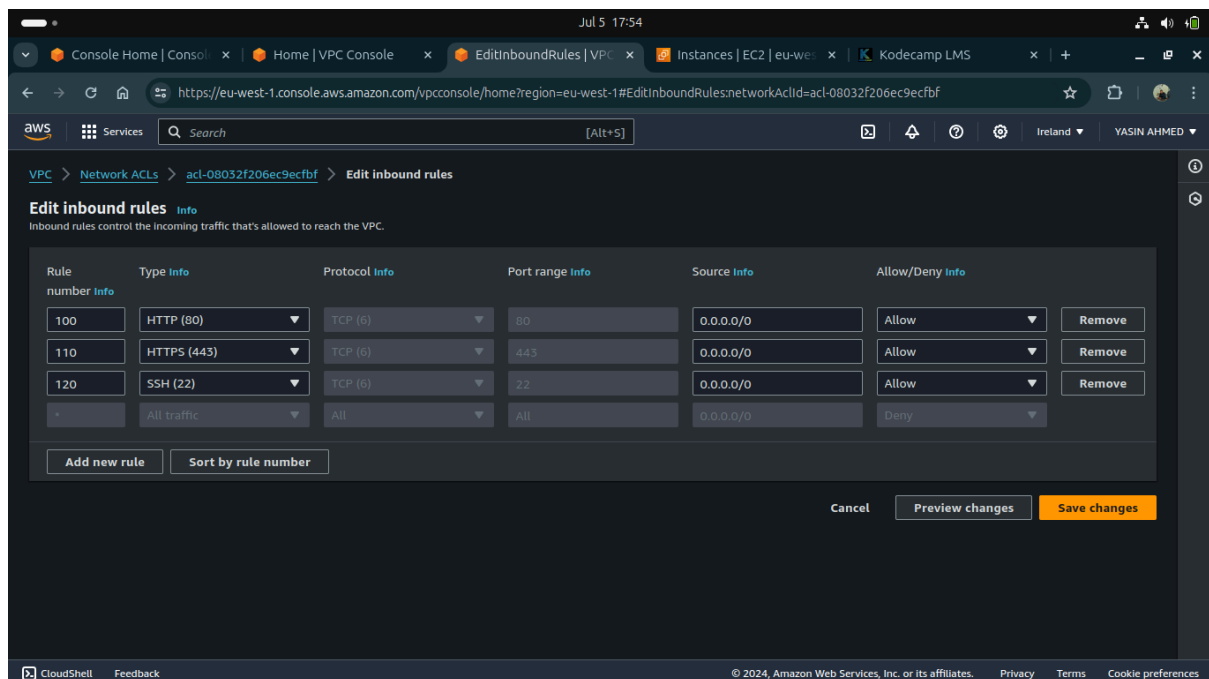 Jul 5 17:54
Console Home | Consol EditInboundRules | VPC Instances | EC2 | eu-wes Kodecamp LMS
Home | VPC Console
https://eu-west-1.console.aws.amazon.com/vpcconsole/home?region=eu-west-1#EditInboundRules:networkAclId=acl-08032f206ec9ecfbf
aws Services Search [Alt+S] Ireland YASIN AHMED
VPC > Network ACLs > acl-08032f206ec9ecfbf > Edit inbound rules
Edit inbound rules Info
Inbound rules control the incoming traffic that's allowed to reach the VPC.
Rule Type Info Protocol Info Port range Info Source Info Allow/Deny Info
number Info
100 HTTP (80) TCP (6) 80 0.0.0.0/0 Allow Remove
110 HTTPS (443) TCP (6) 443 0.0.0.0/0 Allow Remove
120 SSH (22) TCP (6) 22 0.0.0.0/0 Allow Remove
* All traffic All All 0.0.0.0/0 Deny
Add new rule Sort by rule number
Cancel Preview changes Save changes
CloudShell Feedback © 2024, Amazon Web Services, Inc. or its affiliates. Privacy Terms Cookie preferences